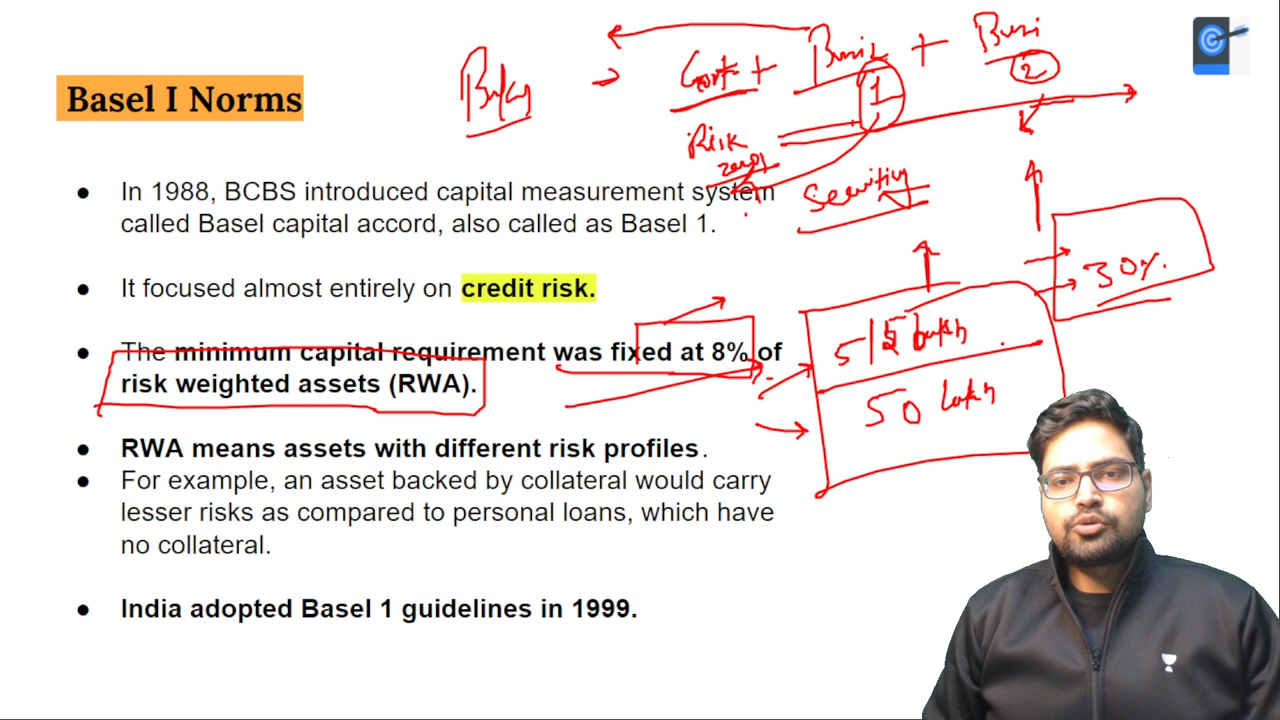 Basel I Norms
● In 1988, BCBS introduced capital measurement system
called Basel capital accord, also called as Basel 1.
● It focused almost entirely on credit risk.
● The minimum capital requirement was fixed at 8% of
risk weighted assets (RWA).
● RWA means assets with different risk profiles.
● For example, an asset backed by collateral would carry
lesser risks as compared to personal loans, which have
no collateral.
● India adopted Basel 1 guidelines in 1999.
+ +
1
2
Risk
30%
50 lakh